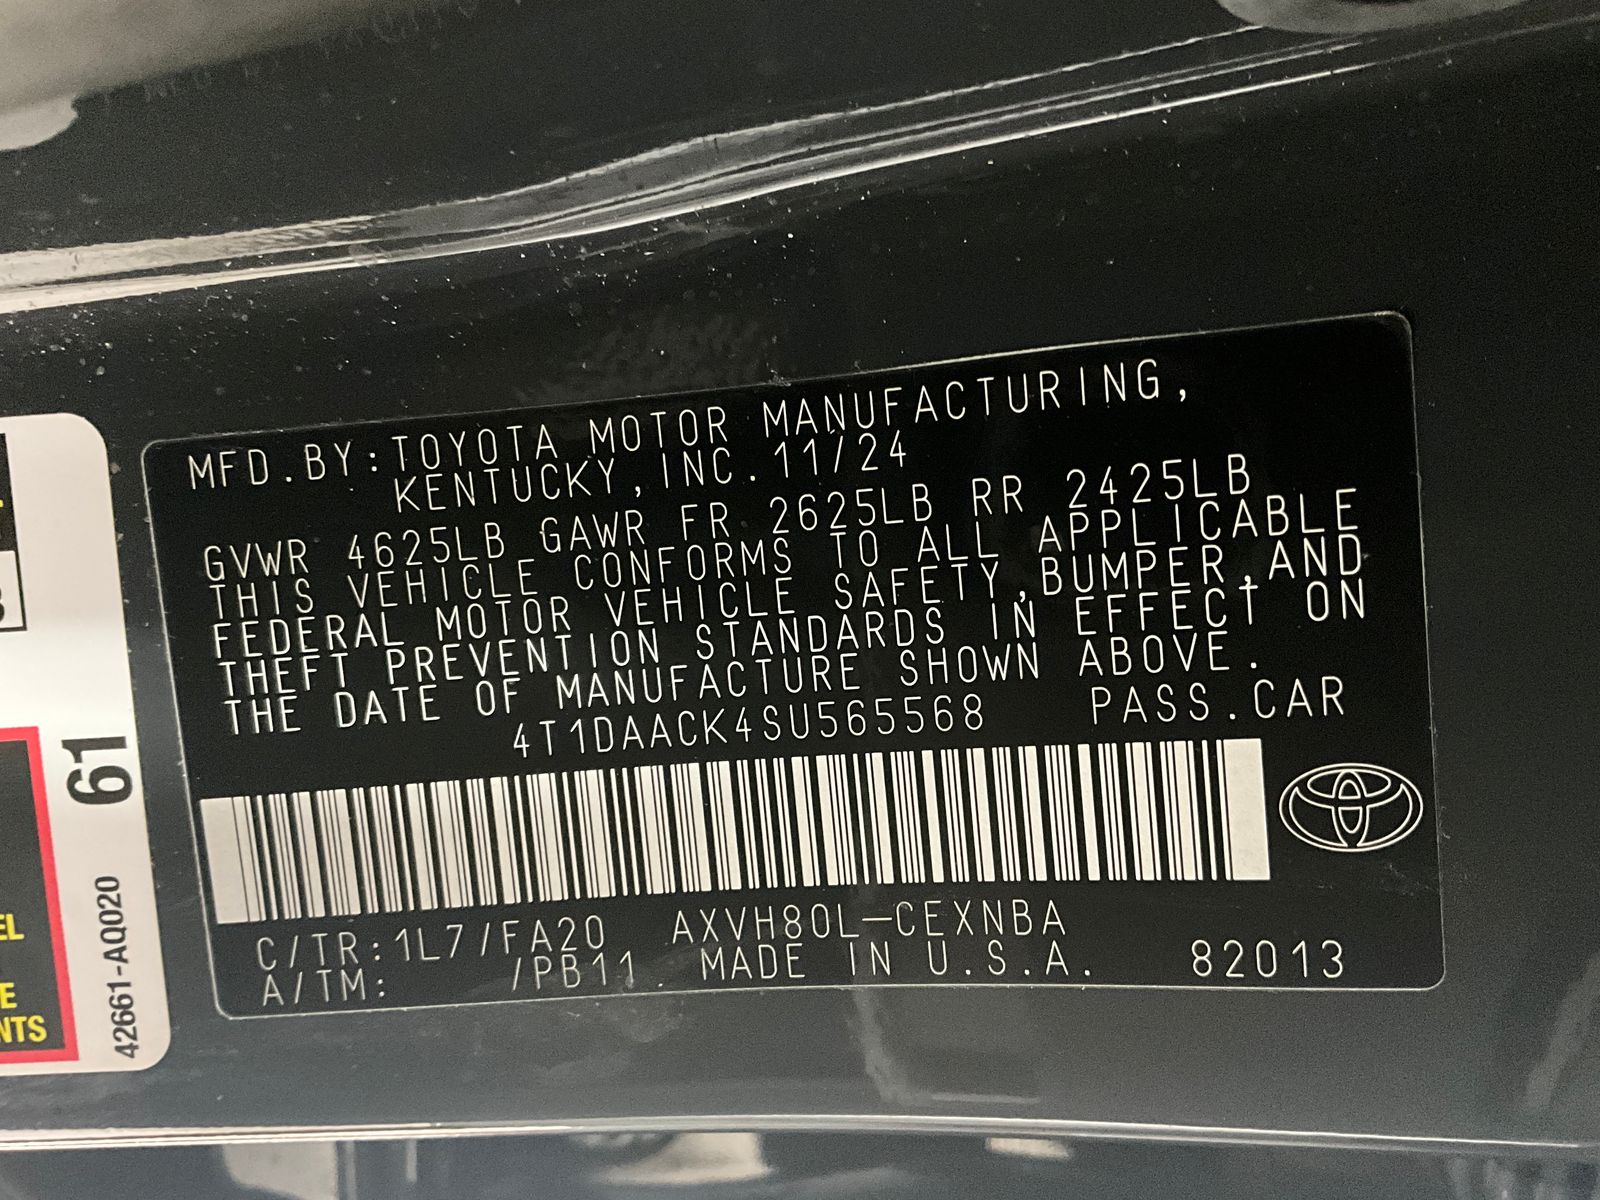 MFD.BY:TOYOTA MOTOR MANUFACTURING,
KENTUCKY,INC.11/24
GVWR 4625LB GAWR FR 2625LB RR 2425LB
THIS VEHICLE CONFORMS TO ALL APPLICABLE
FEDERAL MOTOR VEHICLE SAFETY,BUMPER,AND
THEFT PREVENTION STANDARDS IN EFFECT ON
THE DATE OF MANUFACTURE SHOWN ABOVE.
4T1DAACK4SU565568 PASS.CAR
C/TR:1L7/FA20 AXVH80L-CEXNBA
A/TM: /PB11 MADE IN U.S.A. 82013
61
42661-AQ020
EL
E
NTS